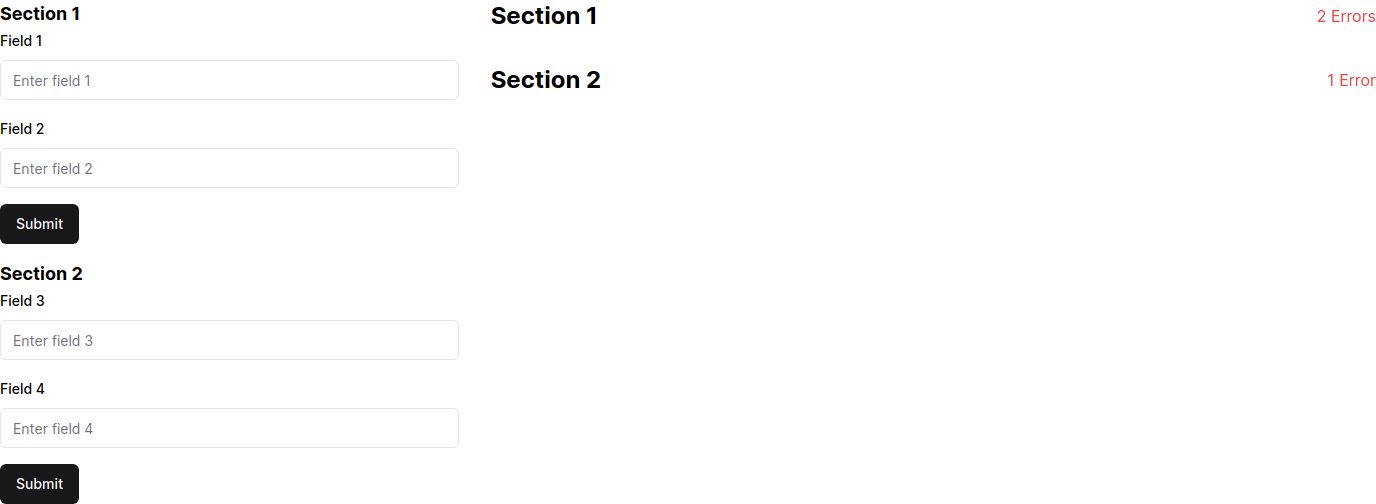 Section 1
Field 1
Enter field 1
Field 2
Enter field 2
Submit
Section 2
Field 3
Enter field 3
Field 4
Enter field 4
Submit
Section 1 2 Errors
Section 2 1 Error